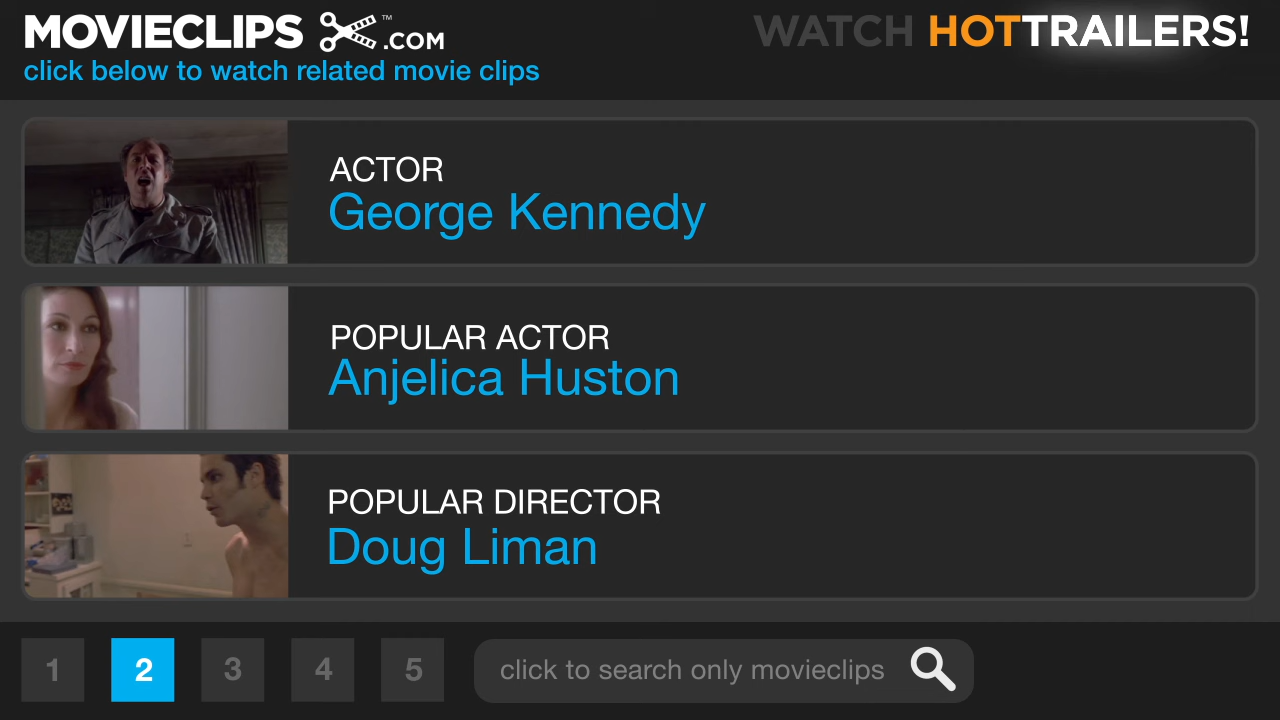 MOVIECLIPS ™ .COM
WATCH HOTTRAILERS!
click below to watch related movie clips
ACTOR
George Kennedy
POPULAR ACTOR
Anjelica Huston
POPULAR DIRECTOR
Doug Liman
1 2 3 4 5 click to search only movieclips